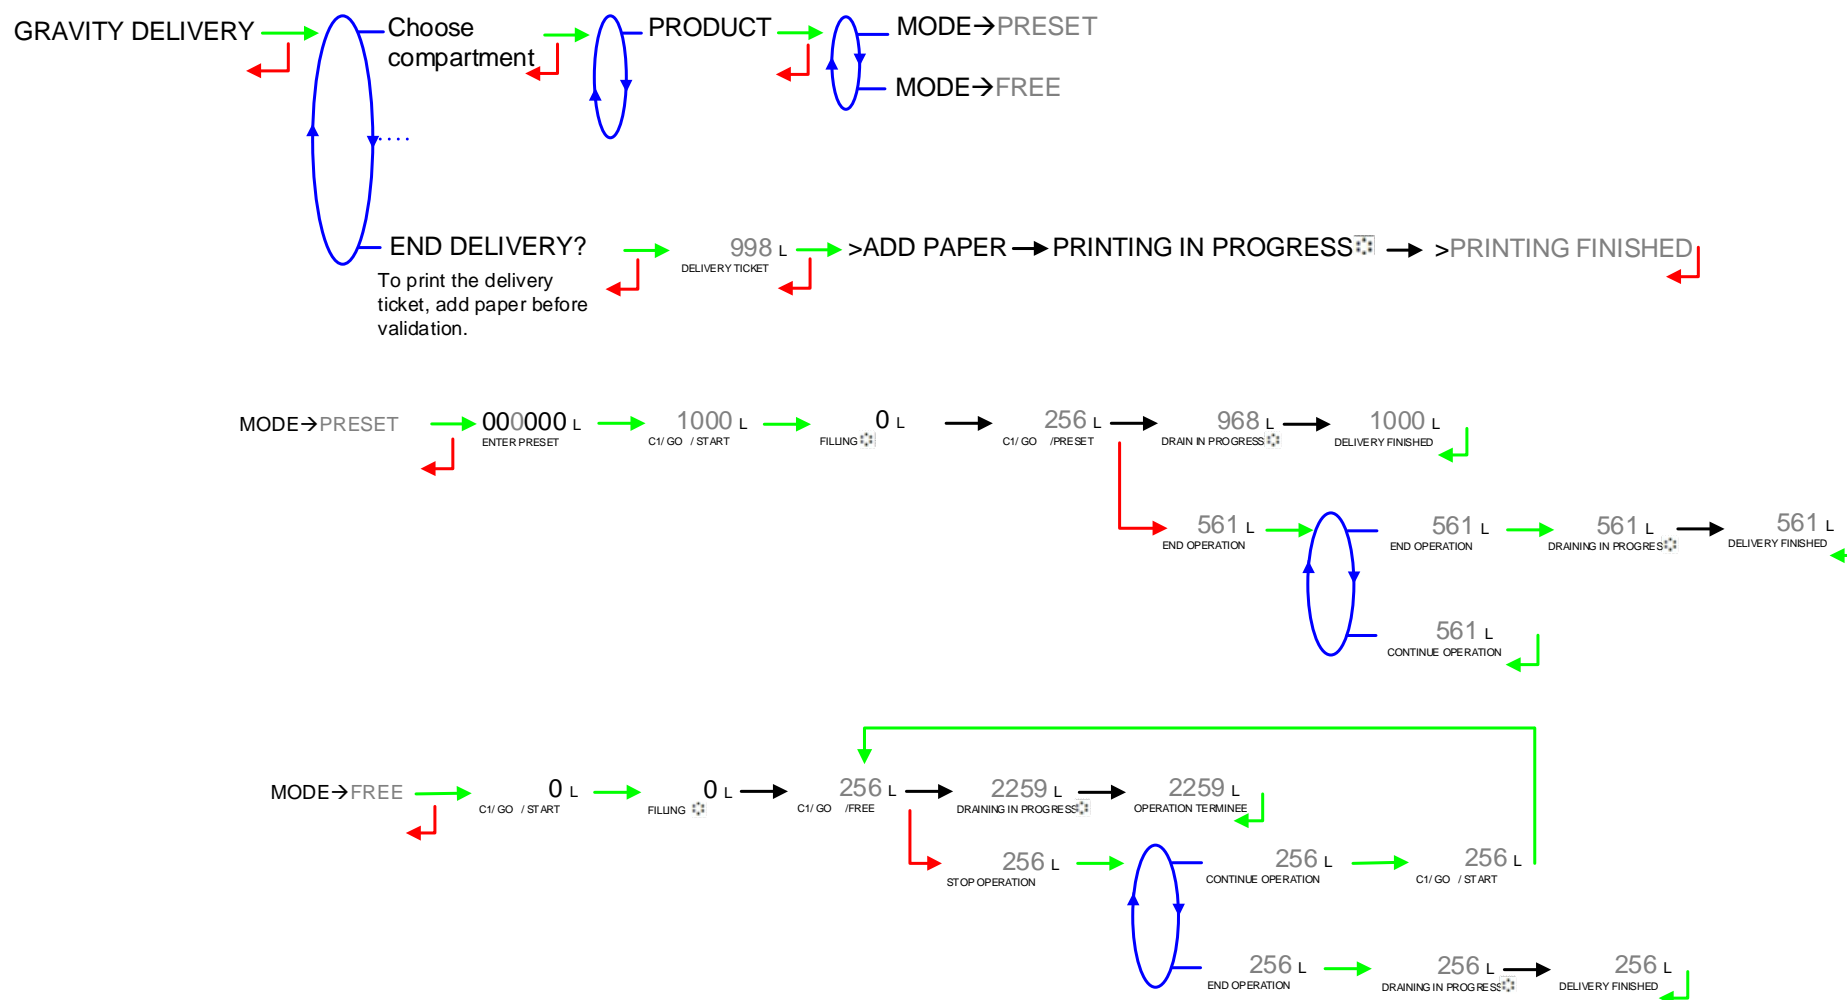 GRAVITY DELIVERY
Choose
compartment
PRODUCT
MODE→PRESET
MODE→FREE
....
END DELIVERY?
To print the delivery
ticket, add paper before
validation.
998 L
DELIVERY TICKET
>ADD PAPER
PRINTING IN PROGRESS
>PRINTING FINISHED
MODE→PRESET
000000 L
ENTER PRESET
1000 L
C1/ GO / START
0 L
FILLING
256 L
C1/ GO /PRESET
968 L
DRAIN IN PROGRESS
1000 L
DELIVERY FINISHED
561 L
END OPERATION
561 L
END OPERATION
561 L
DRAINING IN PROGRES
561 L
DELIVERY FINISHED
561 L
CONTINUE OPERATION
MODE→FREE
0 L
C1/ GO / START
0 L
FILLING
256 L
C1/ GO /FREE
2259 L
DRAINING IN PROGRESS
2259 L
OPERATION TERMINEE
256 L
STOP OPERATION
256 L
CONTINUE OPERATION
256 L
C1/ GO / START
256 L
END OPERATION
256 L
DRAINING IN PROGRESS
256 L
DELIVERY FINISHED